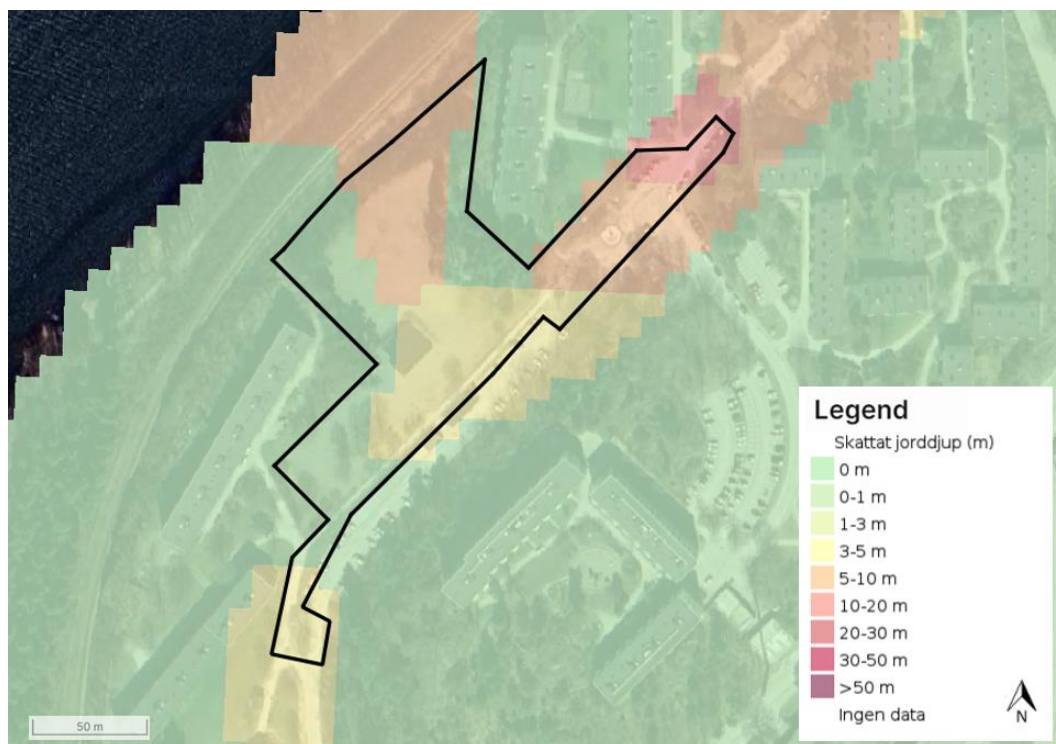 Legend
Skattat jorddjup (m)
0 m
0-1 m
1-3 m
3-5 m
5-10 m
10-20 m
20-30 m
30-50 m
>50 m
Ingen data
N
50 m